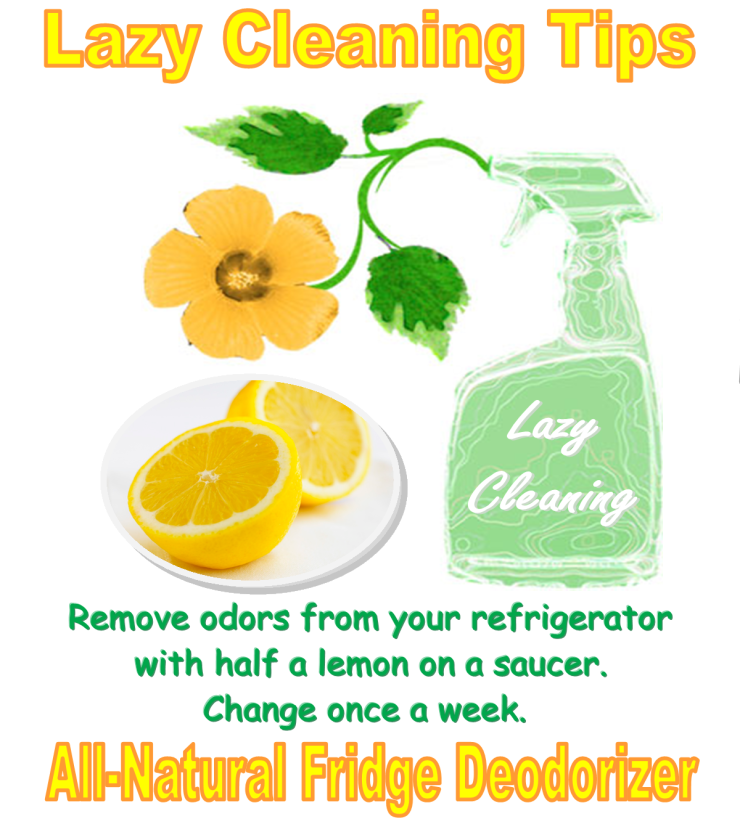 Lazy Cleaning Tips
Lazy
Cleaning
Remove odors from your refrigerator
with half a lemon on a saucer.
Change once a week.
All-Natural Fridge Deodorizer